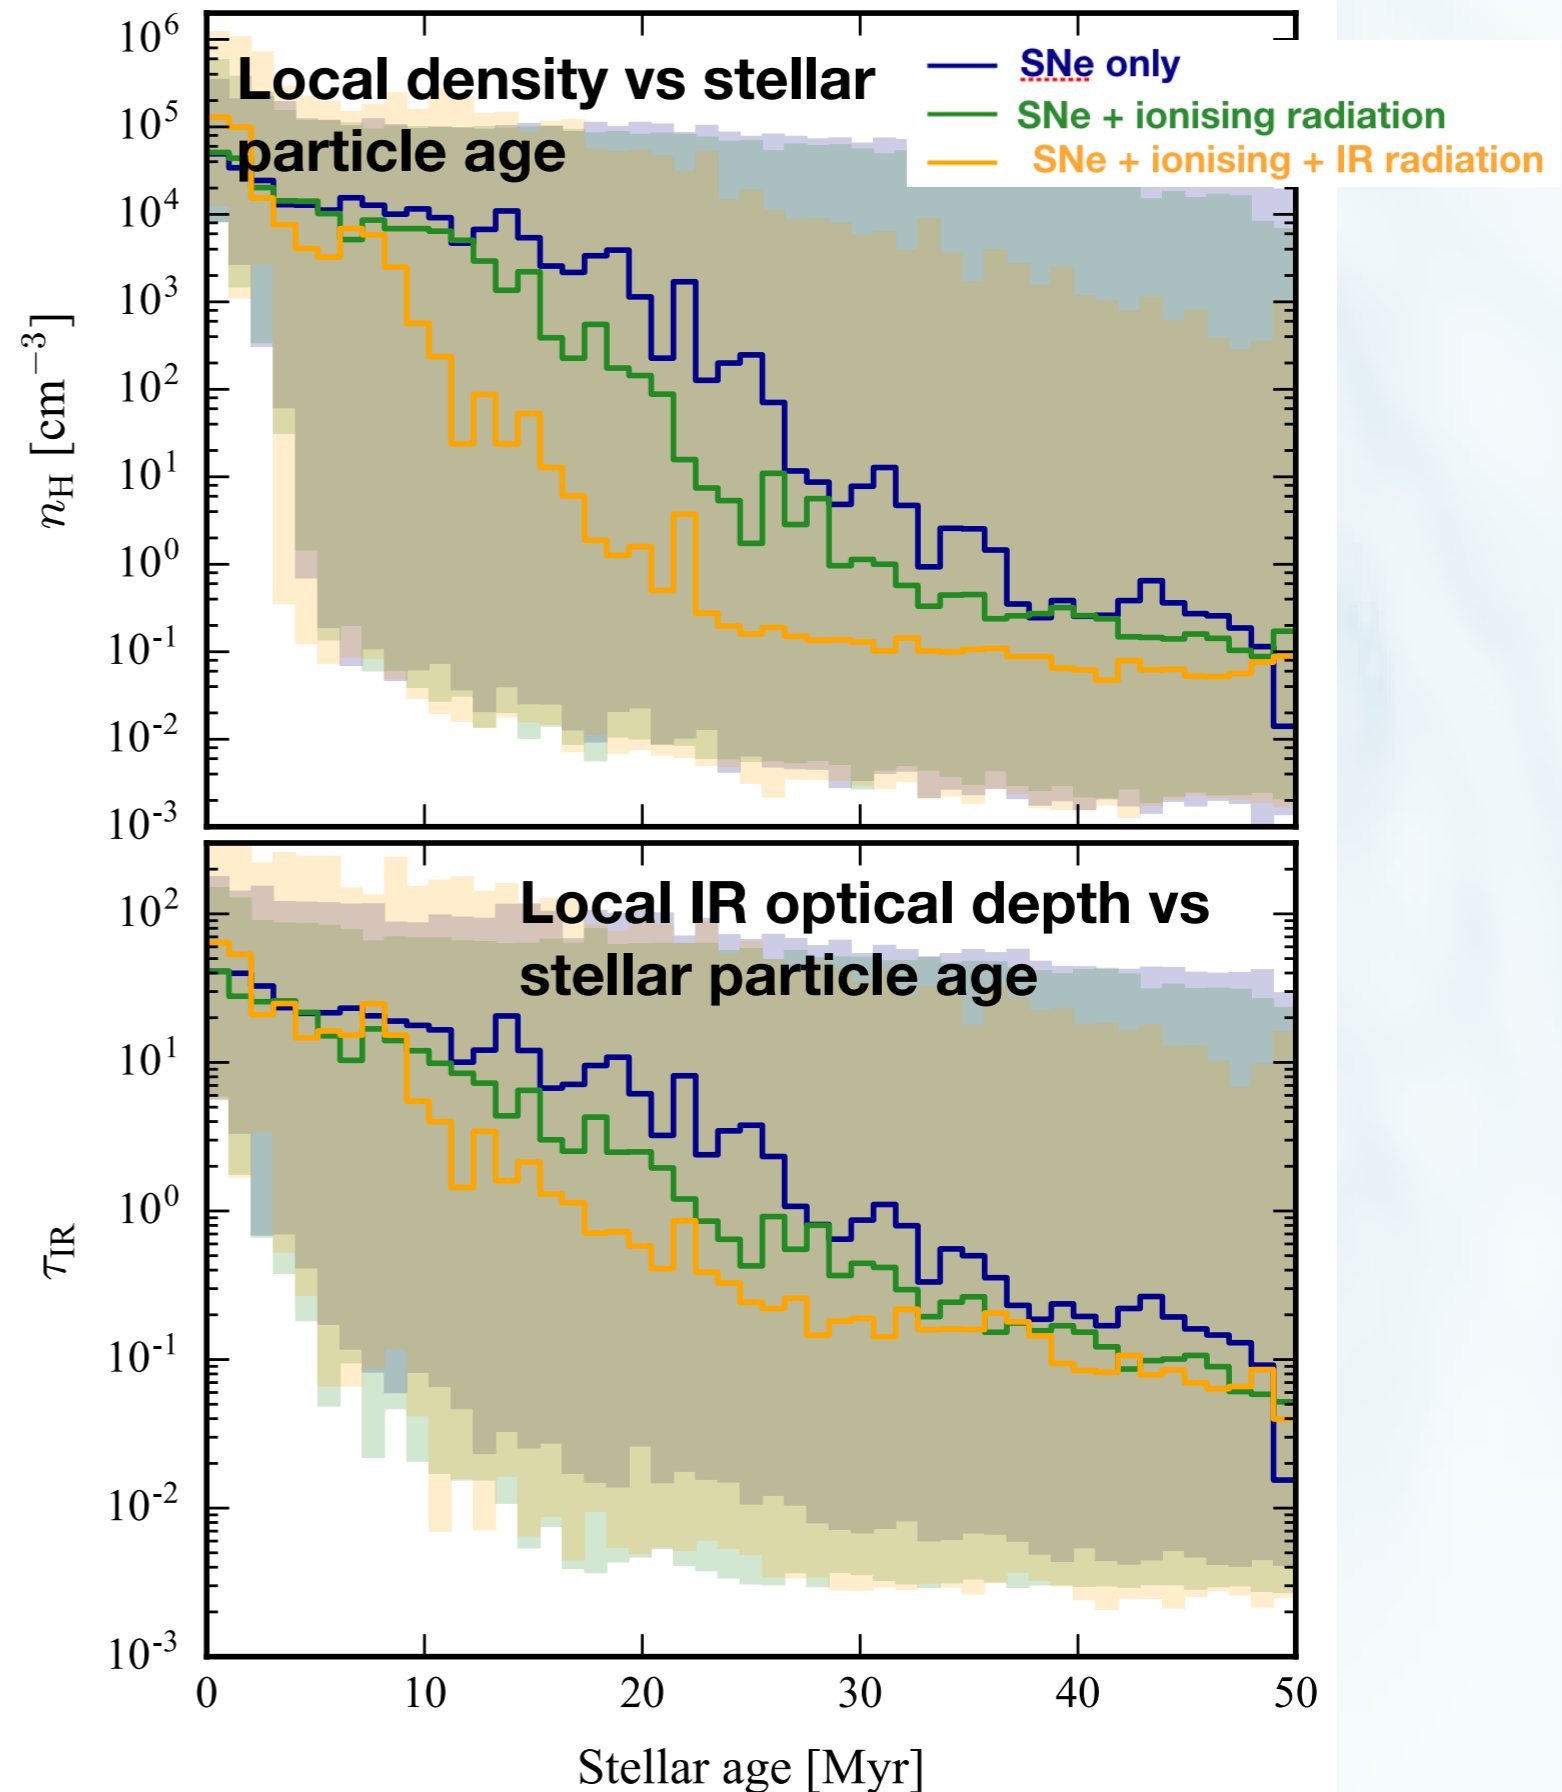 10^6
10^5
10^4
10^3
10^2
10^1
10^0
10^-1
10^-2
10^-3
n_H [cm^−3]
Local density vs stellar
particle age
SNe only
SNe + ionising radiation
SNe + ionising + IR radiation
10^2
10^1
10^0
10^-1
10^-2
10^-3
τ_IR
Local IR optical depth vs
stellar particle age
0 10 20 30 40 50
Stellar age [Myr]